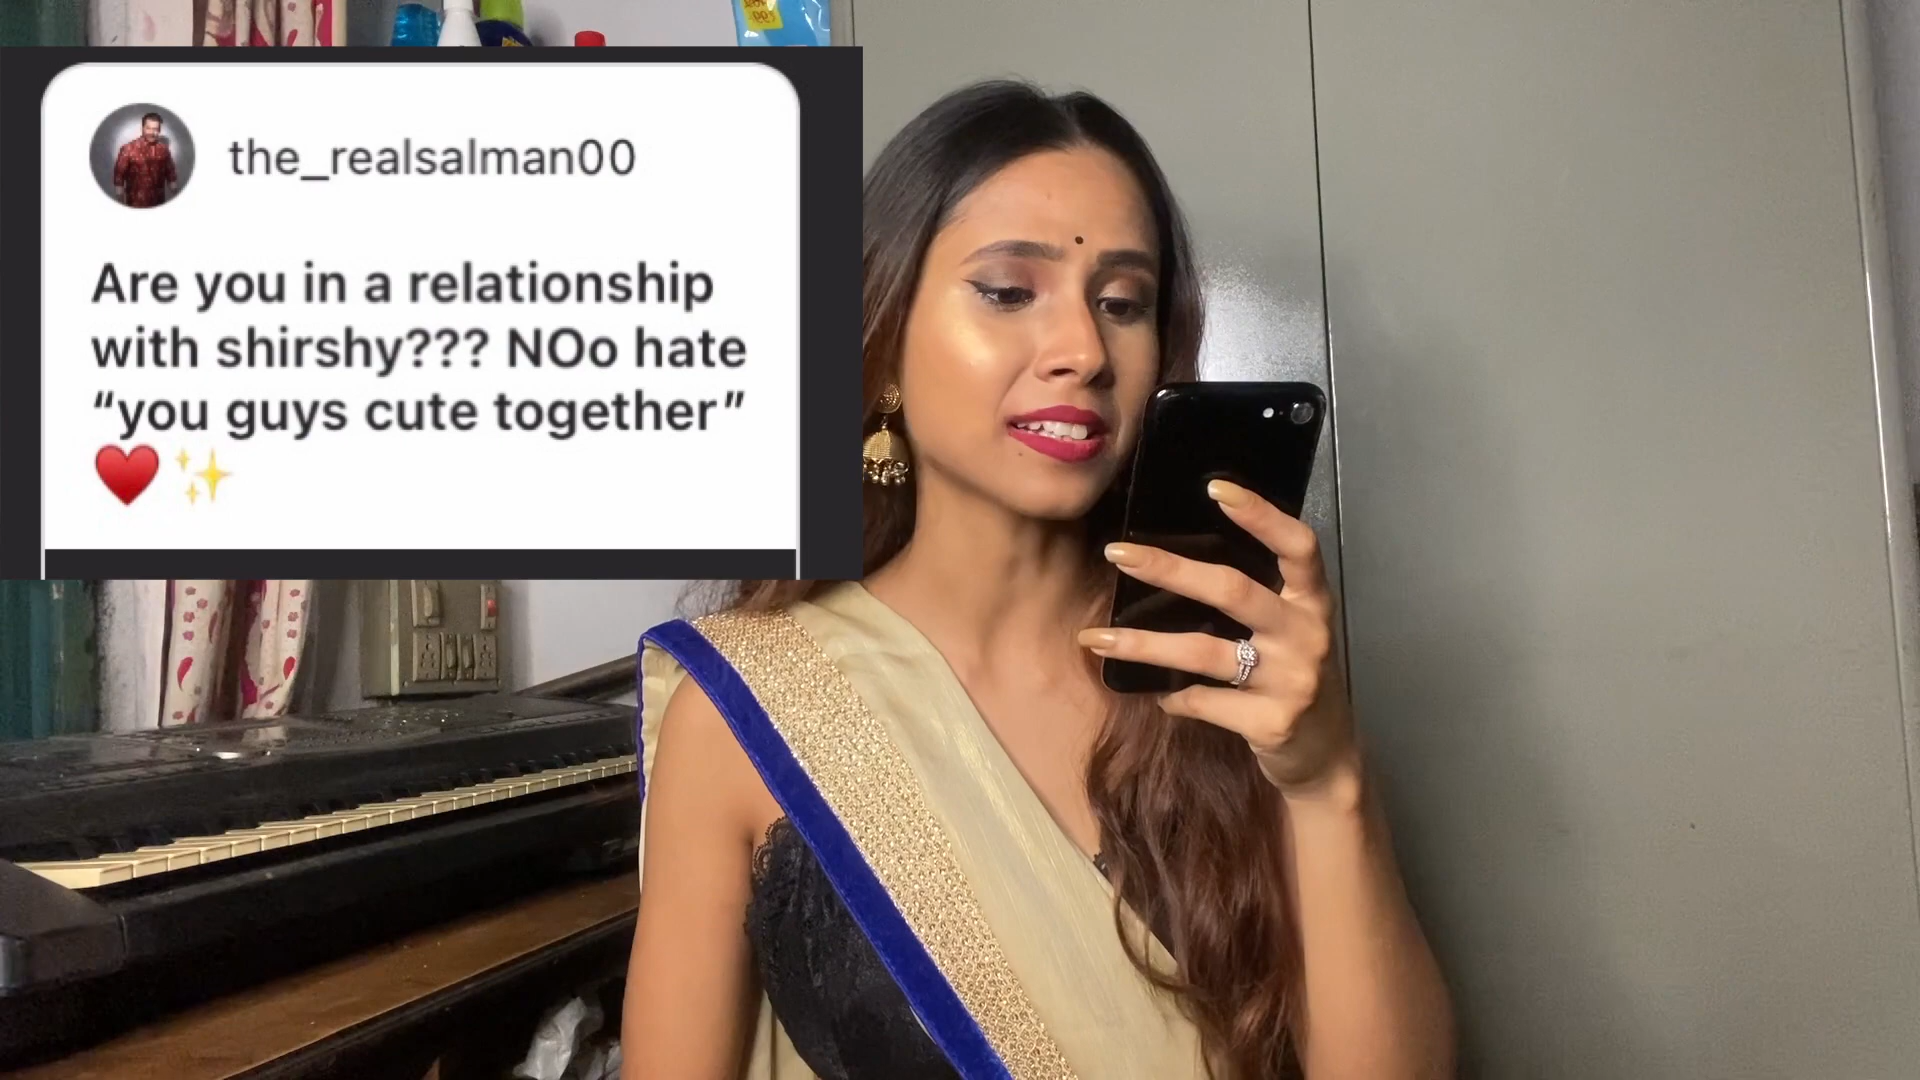 the_realsalman00
Are you in a relationship
with shirshy??? NOo hate
“you guys cute together”
❤️✨